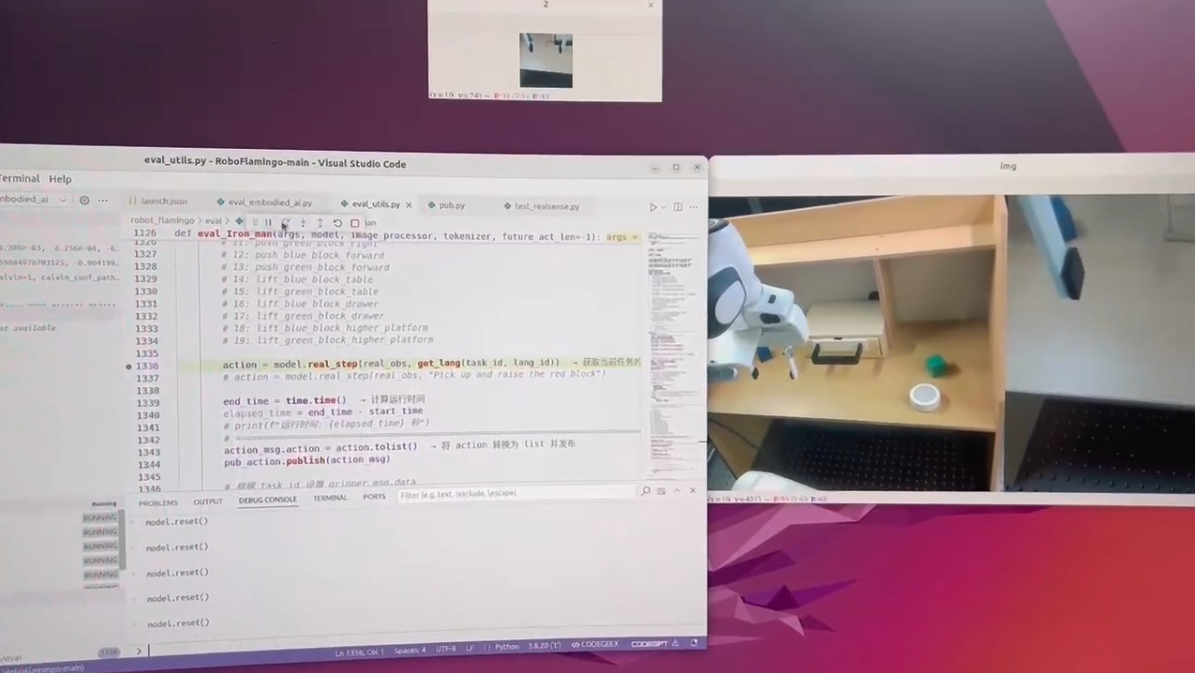 2
eval_utils.py - RoboFlamingo-main - Visual Studio Code
img
Terminal Help
launch.json
eval_embodied_ai.py
eval_utils.py
pub.py
test_realsense.py
robot_flamingo > eval >
1126 def eval_Iron_man(args, model, image_processor, tokenizer, future_act_len=-1): args =
1326 # 11: push_green_block_right
1327 # 12: push_blue_block_forward
1328 # 13: push_green_block_forward
1329 # 14: lift_blue_block_table
1330 # 15: lift_green_block_table
1331 # 16: lift_blue_block_drawer
1332 # 17: lift_green_block_drawer
1333 # 18: lift_blue_block_higher_platform
1334 # 19: lift_green_block_higher_platform
1335
1336 action = model.real_step(real_obs, get_lang(task_id, lang_id)) → 获取当前任务的
1337 # action = model.real_step(real_obs, "Pick up and raise the red block")
1338
1339 end_time = time.time() → 计算运行时间
1340 elapsed_time = end_time - start_time
1341 # print(f"运行时间: {elapsed_time} 秒")
1342
1343 action_msg.action = action.tolist() → 将 action 转换为 list 并发布
1344 pub_action.publish(action_msg)
1345
1346 # 根据 task_id 设置 gripper_msg.data
PROBLEMS OUTPUT DEBUG CONSOLE TERMINAL PORTS Filter (e.g. text, !exclude, \escape)
model.reset()
model.reset()
model.reset()
model.reset()
model.reset()
Running
RUNNING
RUNNING
RUNNING
RUNNING
RUNNING
Ln 1336, Col 1 Spaces: 4 UTF-8 LF Python 3.8.20 CODEGEEX CODEGPT